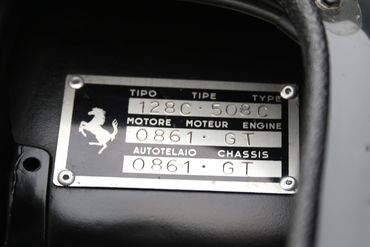 TIPO TIPE TYPE
128C · 508C
MOTORE MOTEUR ENGINE
0861 · GT
AUTOTELAIO CHASSIS
0861 · GT